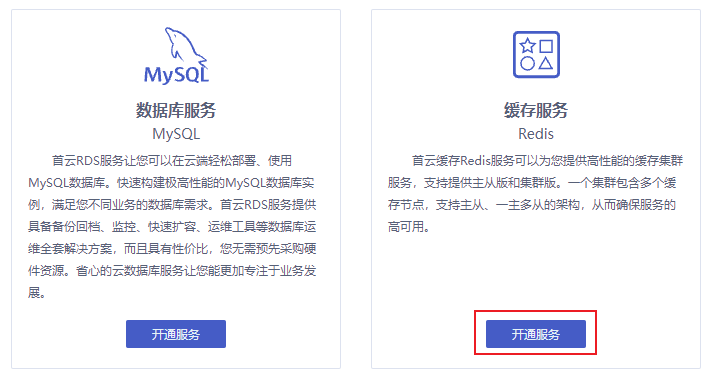 MySQL
数据库服务
MySQL
首云RDS服务让您可以在云端轻松部署、使用
MySQL数据库。快速构建极高性能的MySQL数据库实
例，满足您不同业务的数据库需求。首云RDS服务提供
具备备份回档、监控、快速扩容、运维工具等数据库运
维全套解决方案，而且具有性价比，您无需预先采购硬
件资源。省心的云数据库服务让您能更加专注于业务发
展。
开通服务
缓存服务
Redis
首云缓存Redis服务可以为您提供高性能的缓存集群
服务，支持提供主从版和集群版。一个集群包含多个缓
存节点，支持主从、一主多从的架构，从而确保服务的
高可用。
开通服务